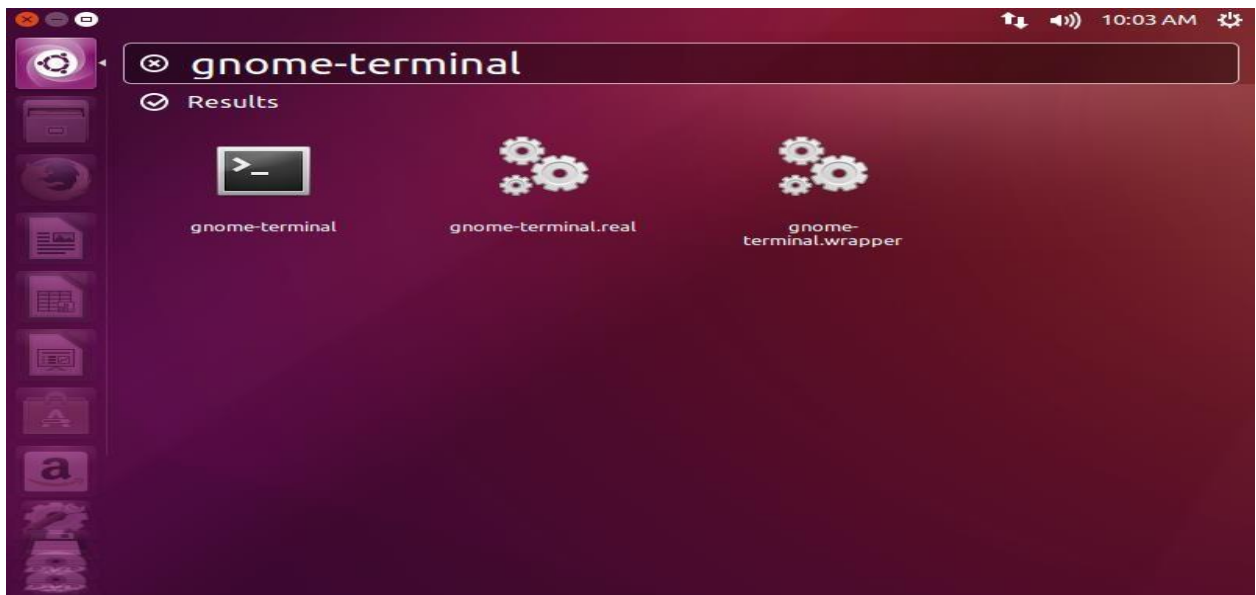 10:03 AM
gnome-terminal
Results
>_
gnome-terminal
gnome-terminal.real
gnome-
terminal.wrapper
a